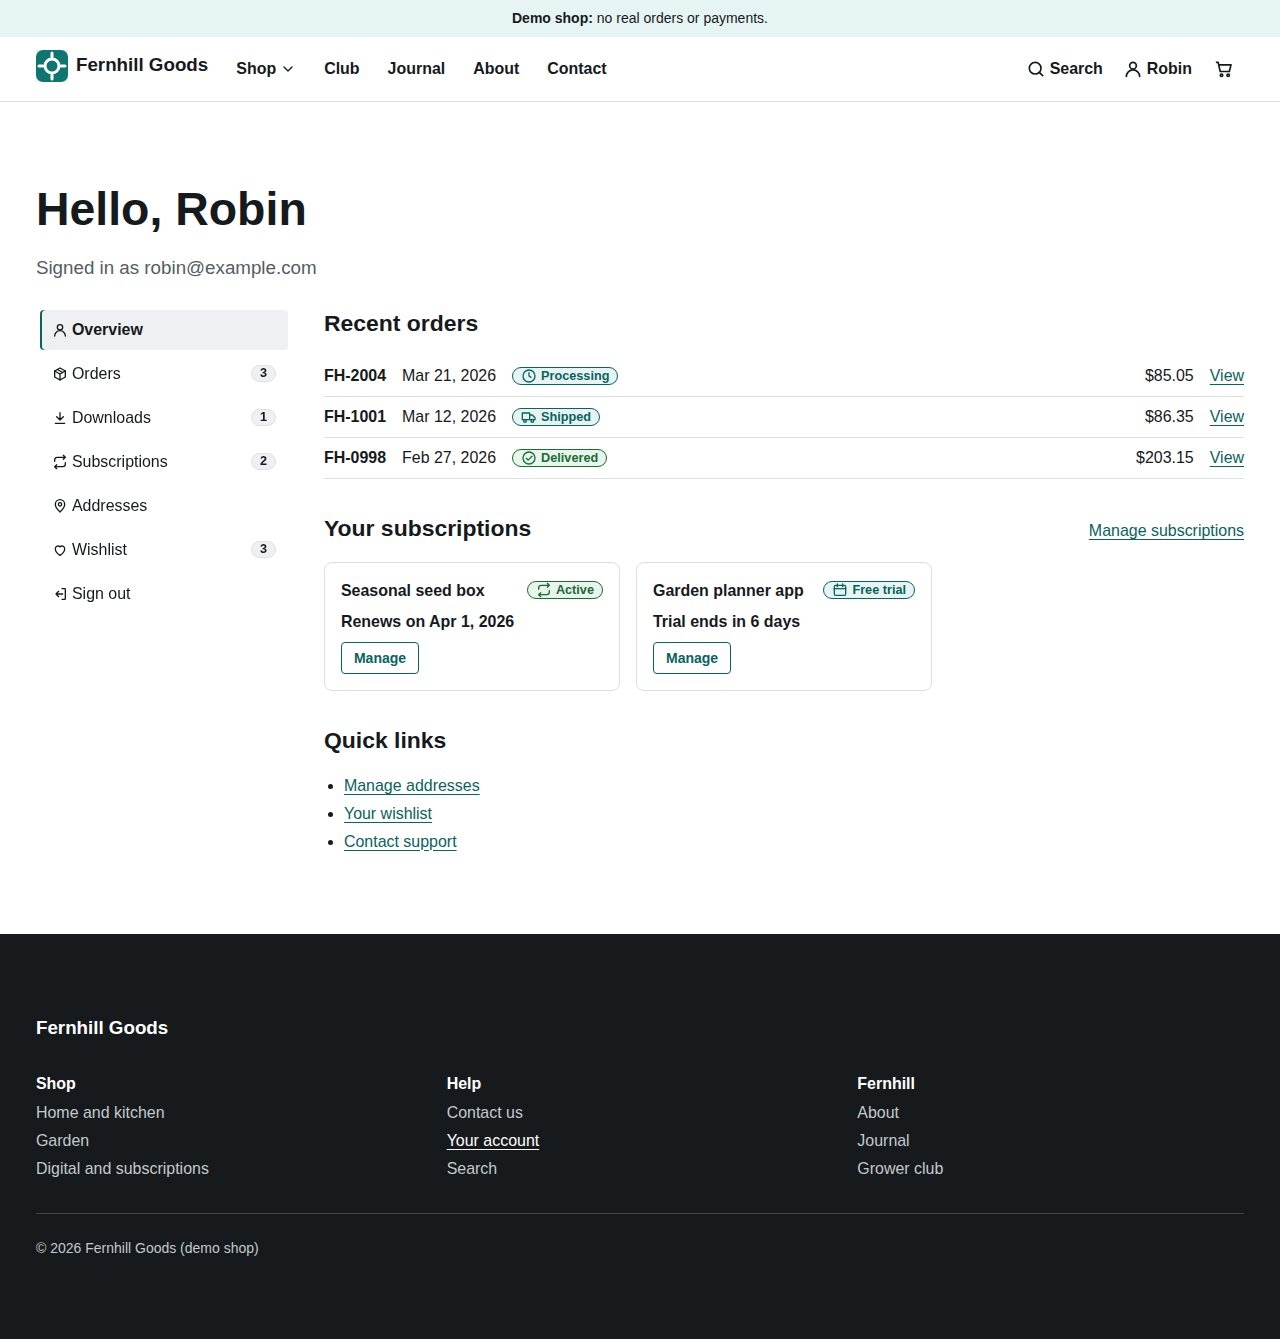 Demo shop: no real orders or payments.
Fernhill Goods Shop Club Journal About Contact Search Robin
Hello, Robin
Signed in as robin@example.com
Overview
Orders 3
Downloads 1
Subscriptions 2
Addresses
Wishlist 3
Sign out
Recent orders
FH-2004 Mar 21, 2026 Processing $85.05 View
FH-1001 Mar 12, 2026 Shipped $86.35 View
FH-0998 Feb 27, 2026 Delivered $203.15 View
Your subscriptions Manage subscriptions
Seasonal seed box Active
Renews on Apr 1, 2026
Manage
Garden planner app Free trial
Trial ends in 6 days
Manage
Quick links
Manage addresses
Your wishlist
Contact support
Fernhill Goods
Shop
Home and kitchen
Garden
Digital and subscriptions
Help
Contact us
Your account
Search
Fernhill
About
Journal
Grower club
© 2026 Fernhill Goods (demo shop)